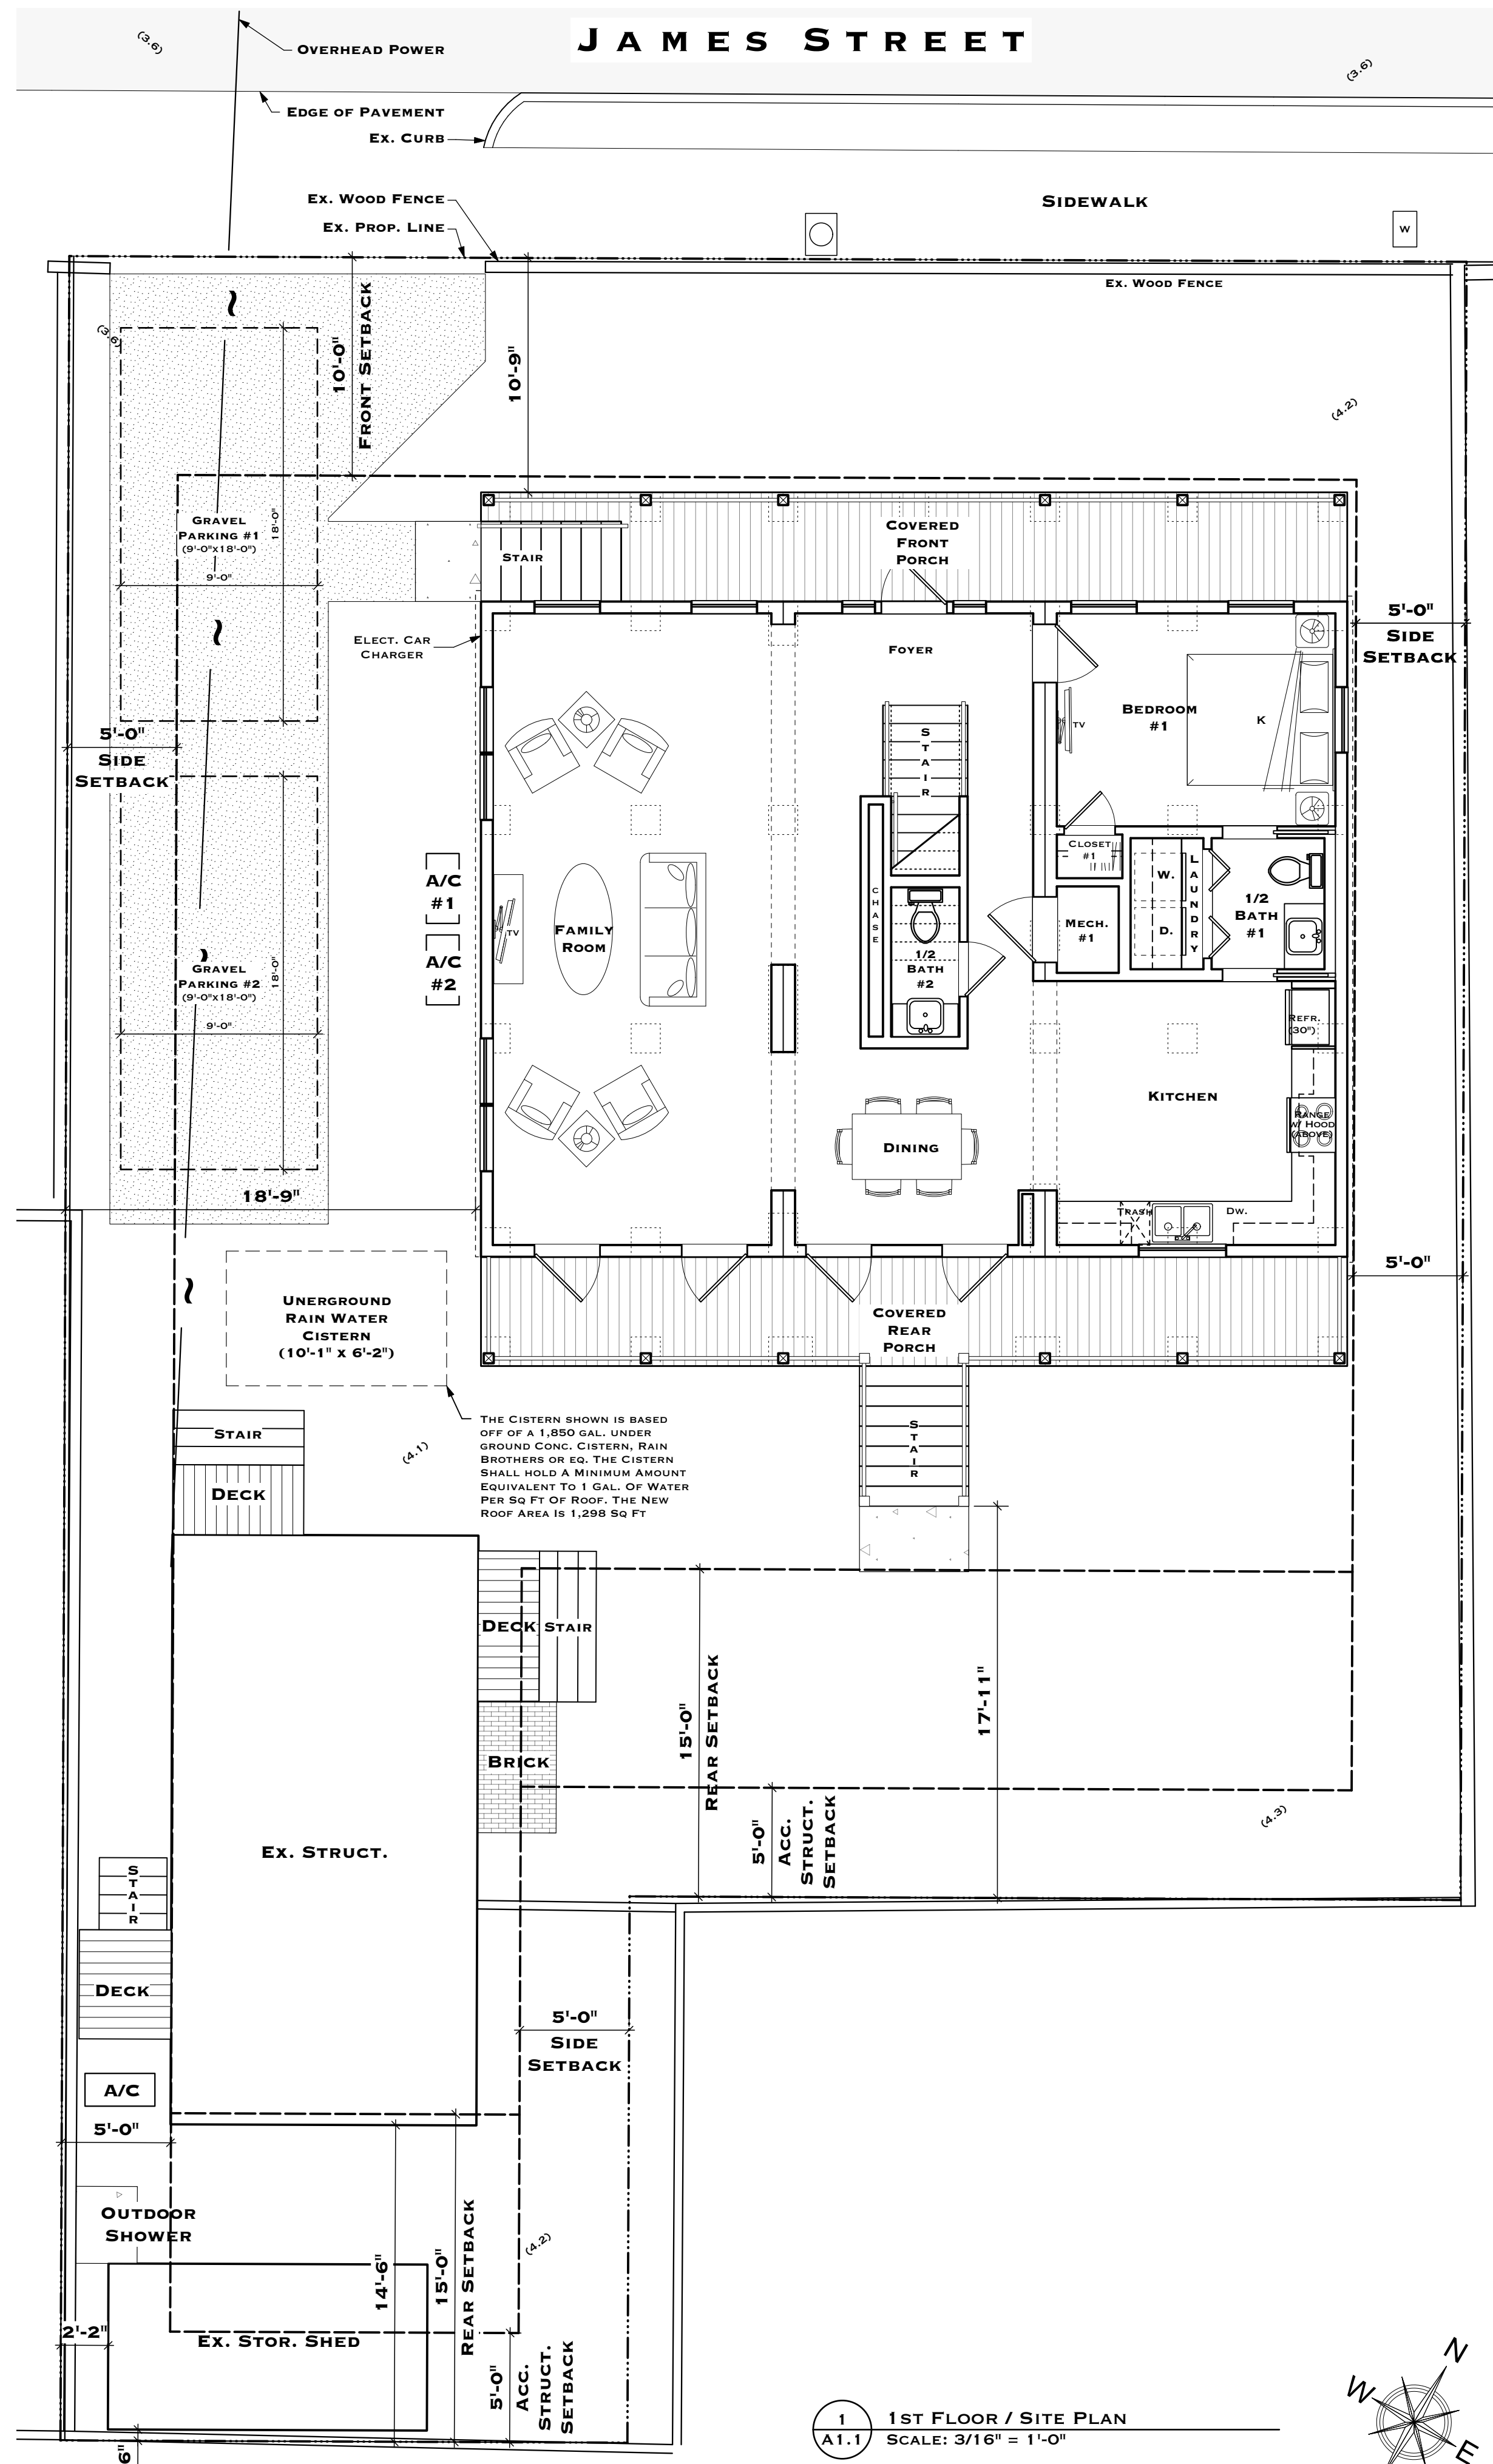 JAMES STREET
(3.6)
OVERHEAD POWER
(3.6)
EDGE OF PAVEMENT
EX. CURB
EX. WOOD FENCE
EX. PROP. LINE
SIDEWALK
W
EX. WOOD FENCE
(3.6)
10'-0"
FRONT SETBACK
10'-9"
(4.2)
GRAVEL
PARKING #1
(9'-0"X18'-0")
18'-0"
9'-0"
STAIR
COVERED
FRONT
PORCH
5'-0"
SIDE
SETBACK
ELECT. CAR
CHARGER
FOYER
BEDROOM
#1
K
TV
STAIR
5'-0"
SIDE
SETBACK
A/C
#1
A/C
#2
TV
FAMILY
ROOM
CHASE
1/2
BATH
#2
CLOSET
#1
MECH.
#1
W.
D.
LAUNDRY
1/2
BATH
#1
GRAVEL
PARKING #2
(9'-0"X18'-0")
18'-0"
9'-0"
REFR.
(30")
KITCHEN
RANGE
W/ HOOD
(ABOVE)
DINING
18'-9"
TRASH
DW.
5'-0"
UNERGROUND
RAIN WATER
CISTERN
(10'-1" X 6'-2")
COVERED
REAR
PORCH
THE CISTERN SHOWN IS BASED
OFF OF A 1,850 GAL. UNDER
GROUND CONC. CISTERN, RAIN
BROTHERS OR EQ. THE CISTERN
SHALL HOLD A MINIMUM AMOUNT
EQUIVALENT TO 1 GAL. OF WATER
PER SQ FT OF ROOF. THE NEW
ROOF AREA IS 1,298 SQ FT
STAIR
(4.1)
STAIR
DECK
DECK
STAIR
15'-0"
REAR SETBACK
17'-11"
BRICK
5'-0"
ACC.
STRUCT.
SETBACK
(4.3)
EX. STRUCT.
STAIR
DECK
5'-0"
SIDE
SETBACK
A/C
5'-0"
OUTDOOR
SHOWER
14'-6"
15'-0"
REAR SETBACK
(4.2)
2'-2"
EX. STOR. SHED
5'-0"
ACC.
STRUCT.
SETBACK
6"
1
A1.1
1ST FLOOR / SITE PLAN
SCALE: 3/16" = 1'-0"
N
W
E